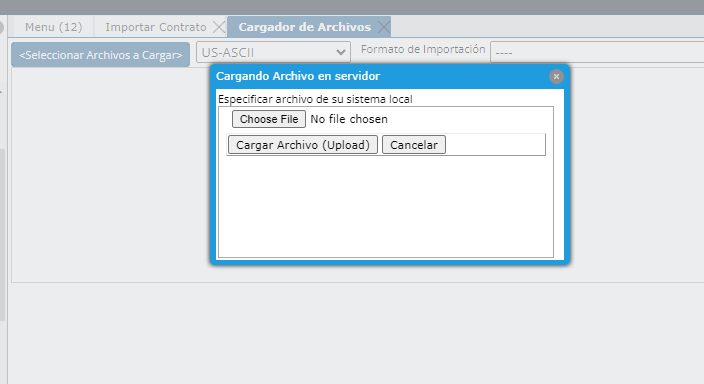 Menu (12) Importar Contrato Cargador de Archivos
<Seleccionar Archivos a Cargar> US-ASCII Formato de Importación ----
Cargando Archivo en servidor
Especificar archivo de su sistema local
Choose File No file chosen
Cargar Archivo (Upload) Cancelar